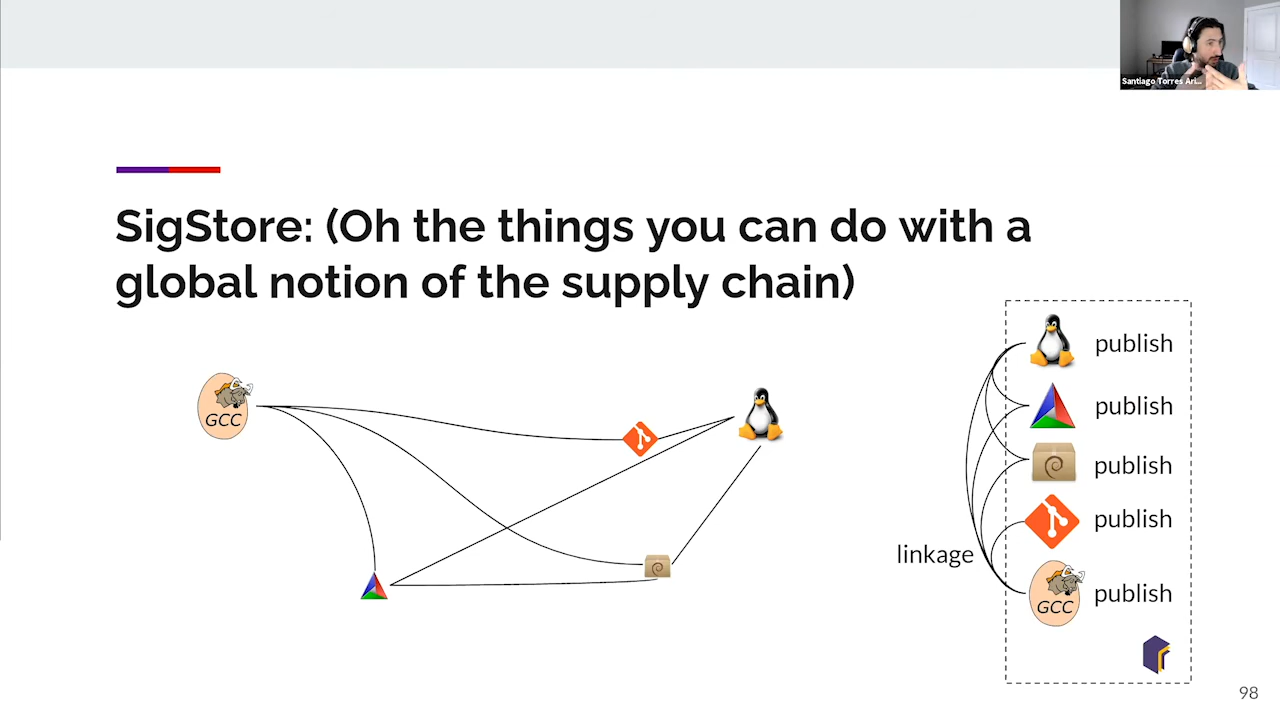 Santiago Torres Ari...
SigStore: (Oh the things you can do with a
global notion of the supply chain)
GCC
publish
publish
publish
publish
linkage
GCC
publish
98